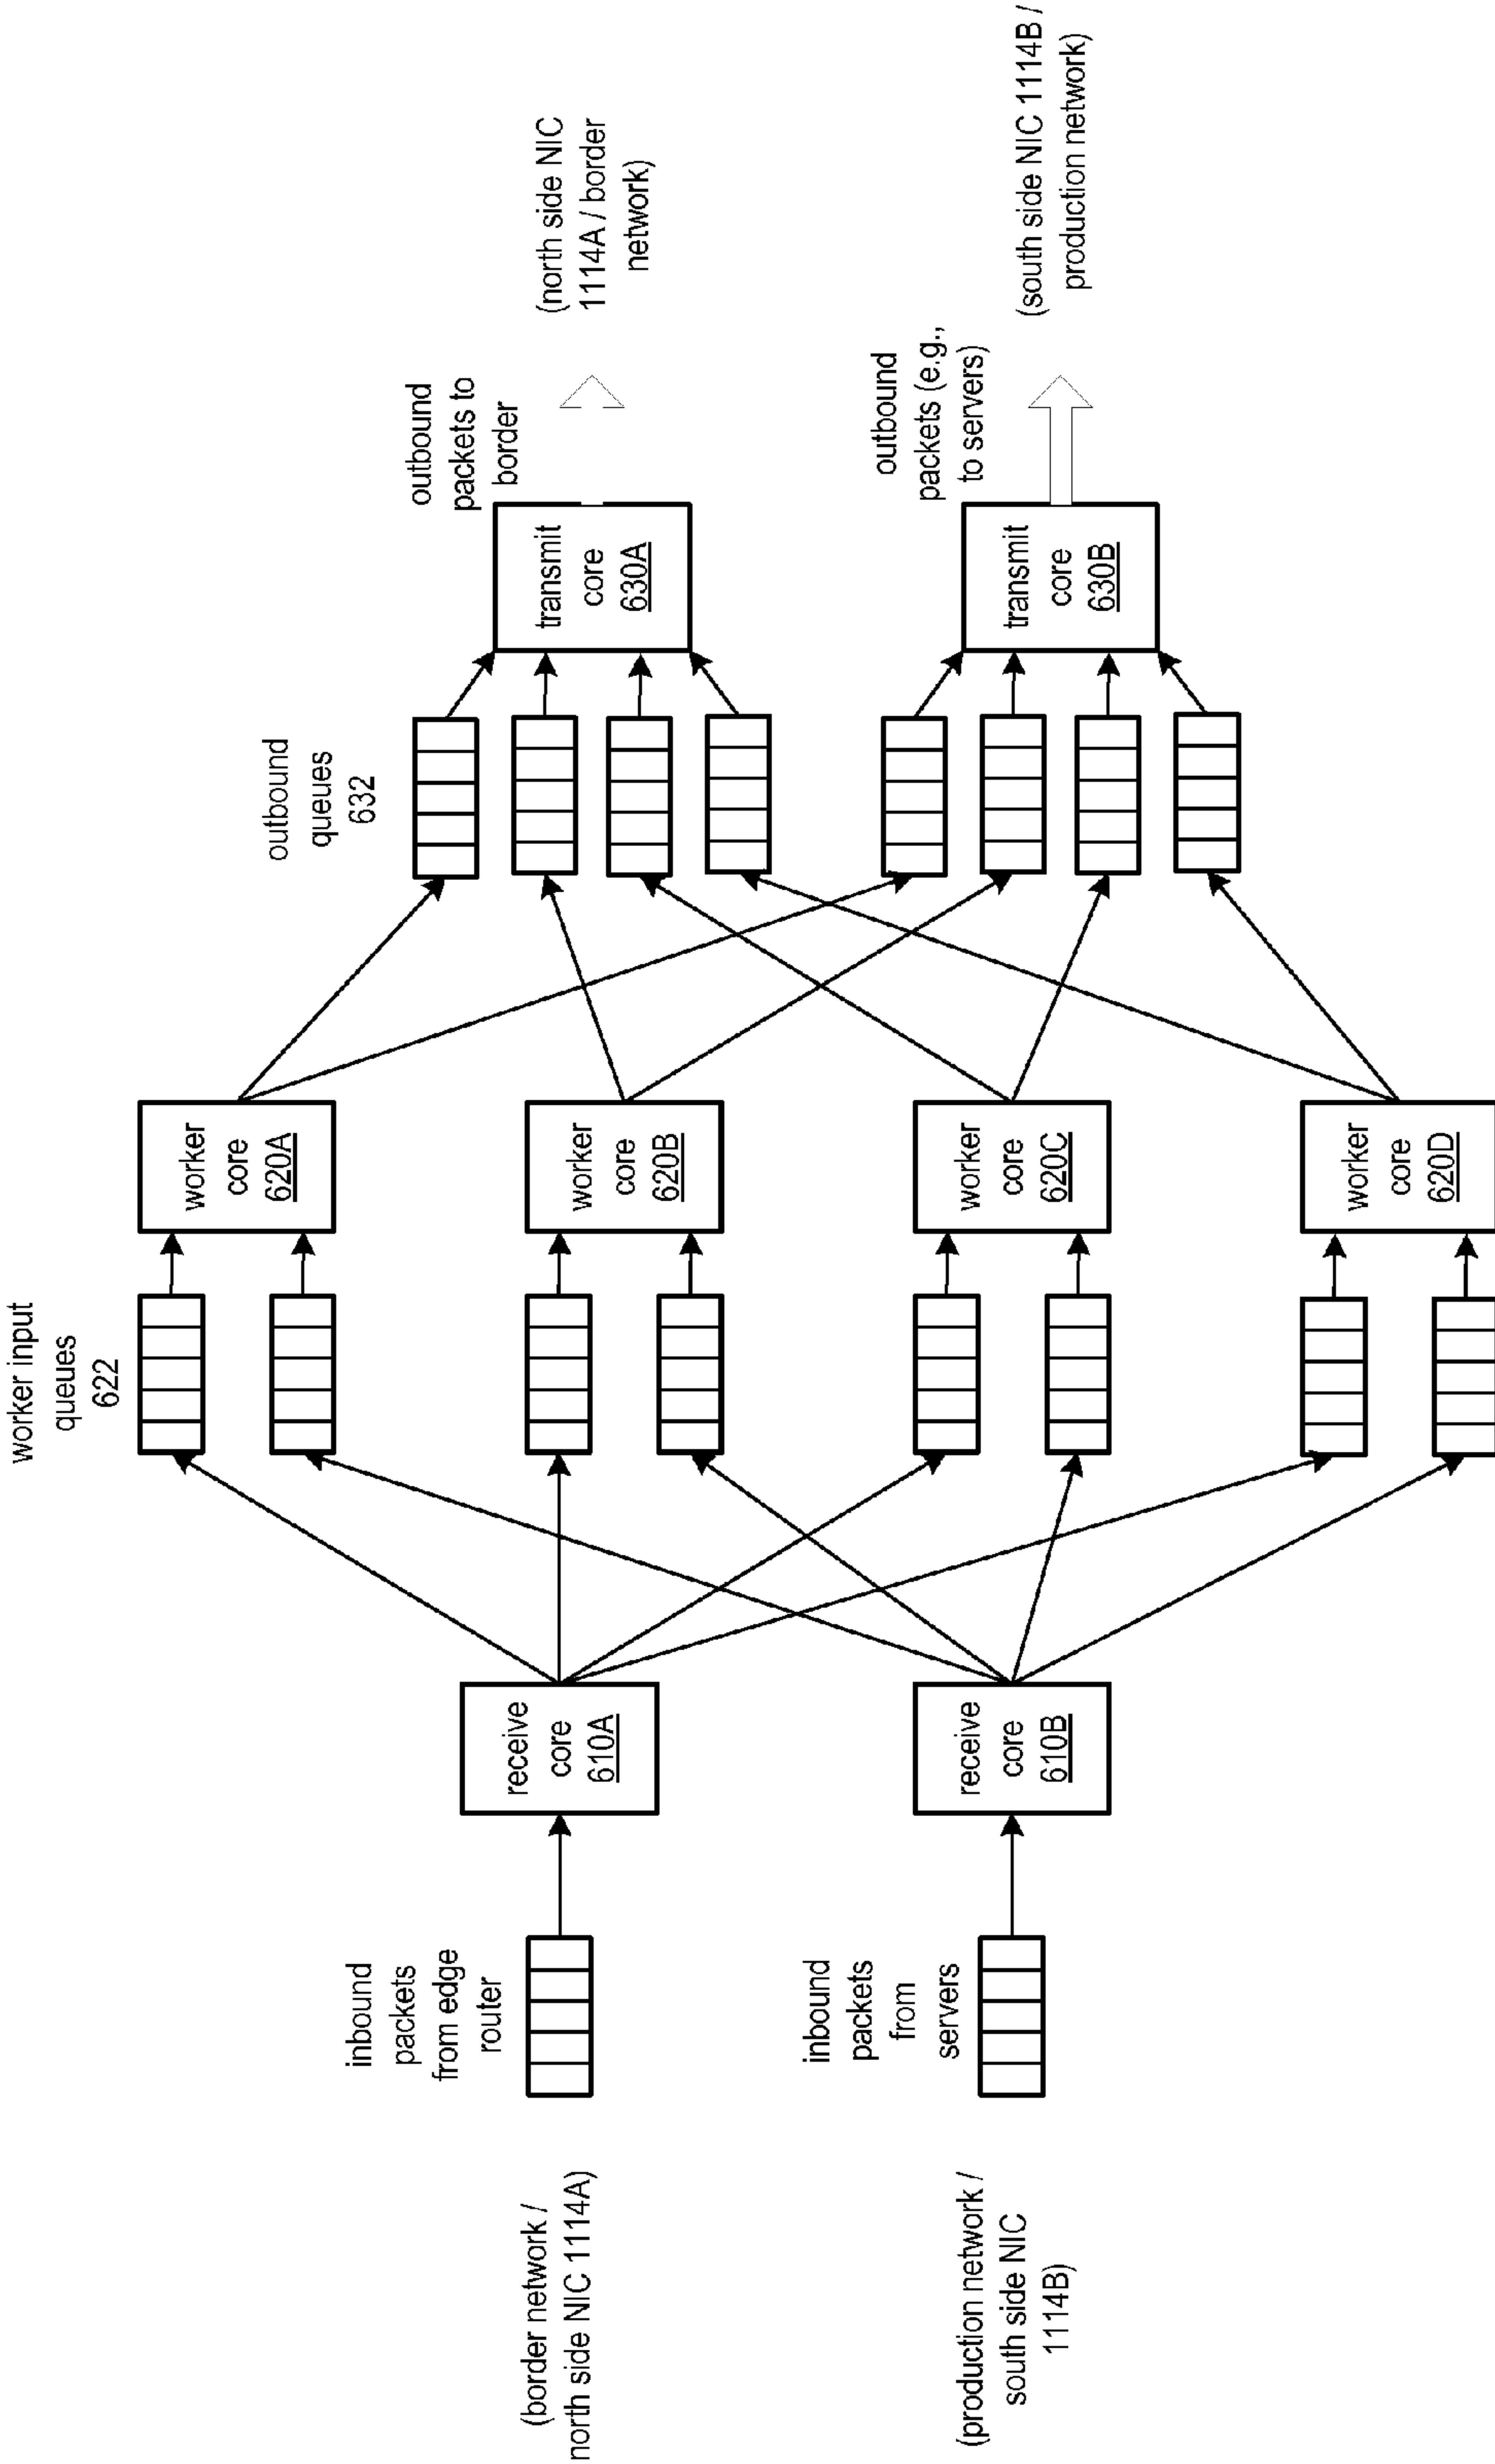 worker input
queues
622
outbound
queues
632
inbound
packets
from edge
router
(border network /
north side NIC 1114A)
receive
core
610A
worker
core
620A
worker
core
620B
outbound
packets to
border
transmit
core
630A
(north side NIC
1114A / border
network)
inbound
packets
from
servers
(production network /
south side NIC
1114B)
receive
core
610B
worker
core
620C
worker
core
620D
outbound
packets (e.g.,
to servers)
transmit
core
630B
(south side NIC 1114B /
production network)